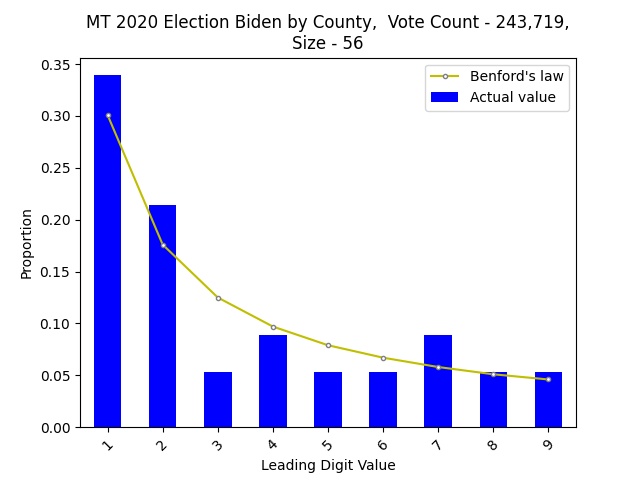 MT 2020 Election Biden by County,  Vote Count - 243,719,
Size - 56
Benford's law
Actual value
0.35
0.30
0.25
0.20
0.15
0.10
0.05
0.00
Proportion
1 2 3 4 5 6 7 8 9
Leading Digit Value